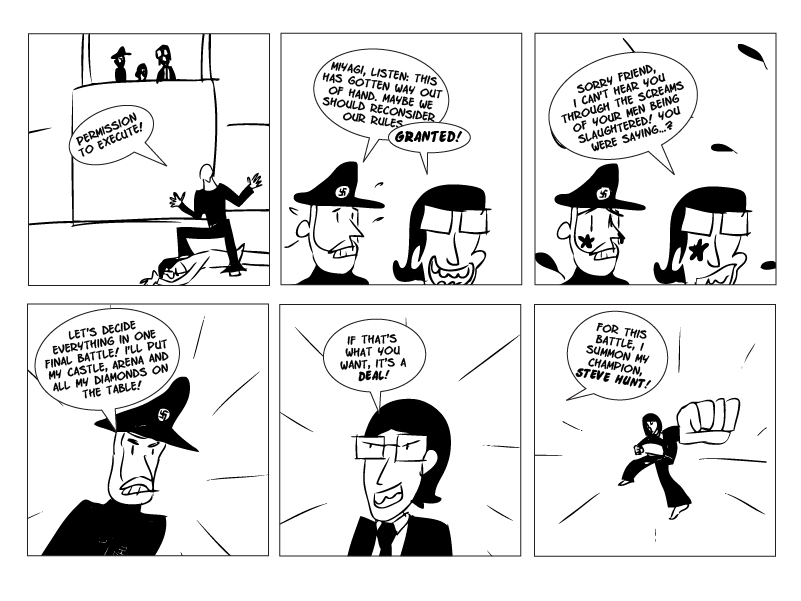 PERMISSION
TO EXECUTE!
MIYAGI, LISTEN: THIS
HAS GOTTEN WAY OUT
OF HAND. MAYBE WE
SHOULD RECONSIDER
OUR RULES
GRANTED!
SORRY FRIEND,
I CAN'T HEAR YOU
THROUGH THE SCREAMS
OF YOUR MEN BEING
SLAUGHTERED! YOU
WERE SAYING...?
LET'S DECIDE
EVERYTHING IN ONE
FINAL BATTLE! I'LL PUT
MY CASTLE, ARENA AND
ALL MY DIAMONDS ON
THE TABLE!
IF THAT'S
WHAT YOU
WANT, IT'S A
DEAL!
FOR THIS
BATTLE, I
SUMMON MY
CHAMPION,
STEVE HUNT!